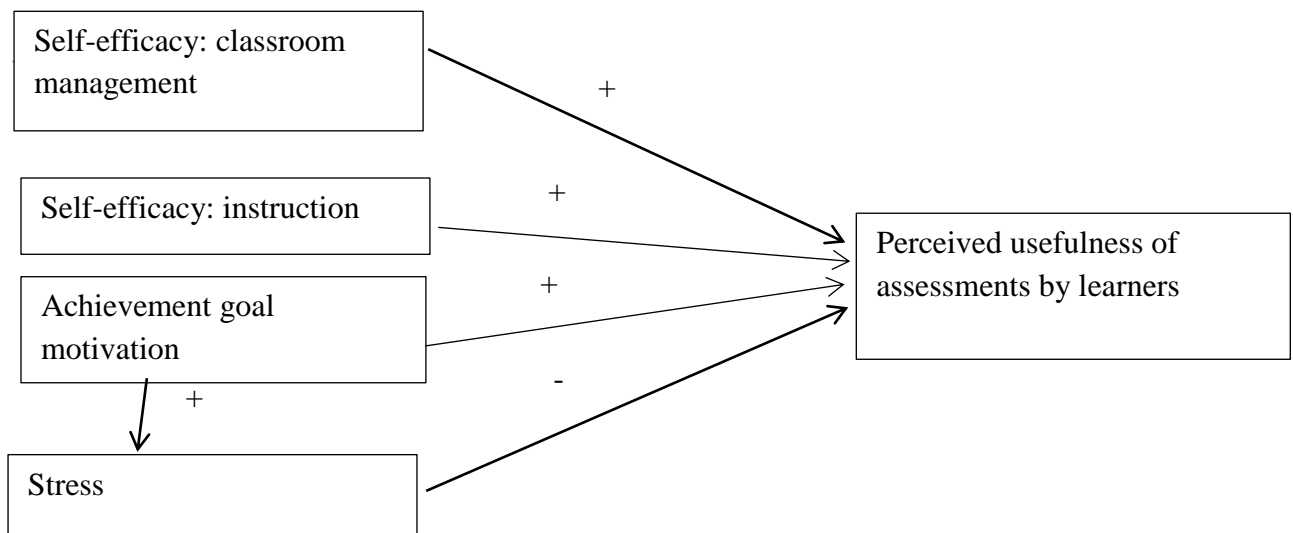 Self-efficacy: classroom
management
+
Self-efficacy: instruction
+
Perceived usefulness of
assessments by learners
+
Achievement goal
motivation
-
+
Stress